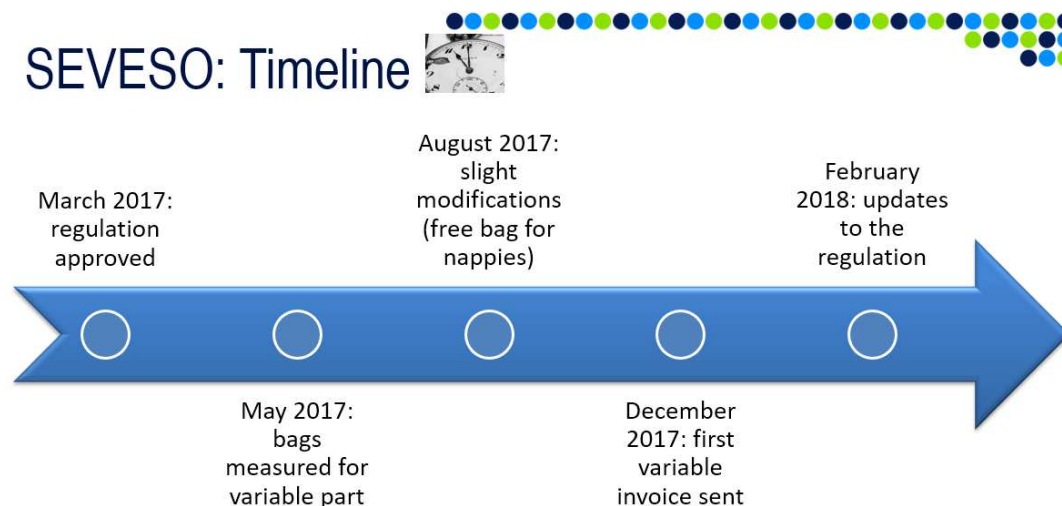 SEVESO: Timeline
March 2017:
regulation
approved
May 2017:
bags
measured for
variable part
August 2017:
slight
modifications
(free bag for
nappies)
December
2017: first
variable
invoice sent
February
2018: updates
to the
regulation